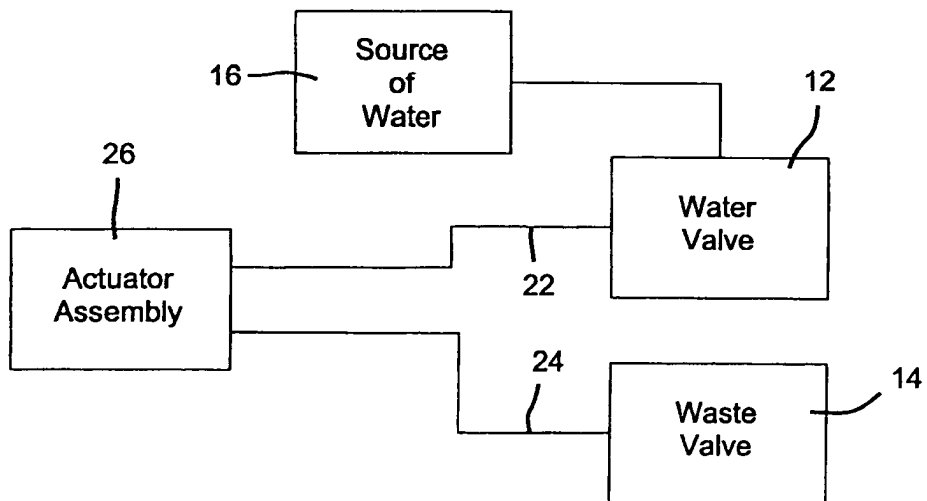 16
Source
of
Water
12
26
Water
Valve
Actuator
Assembly
22
24
14
Waste
Valve